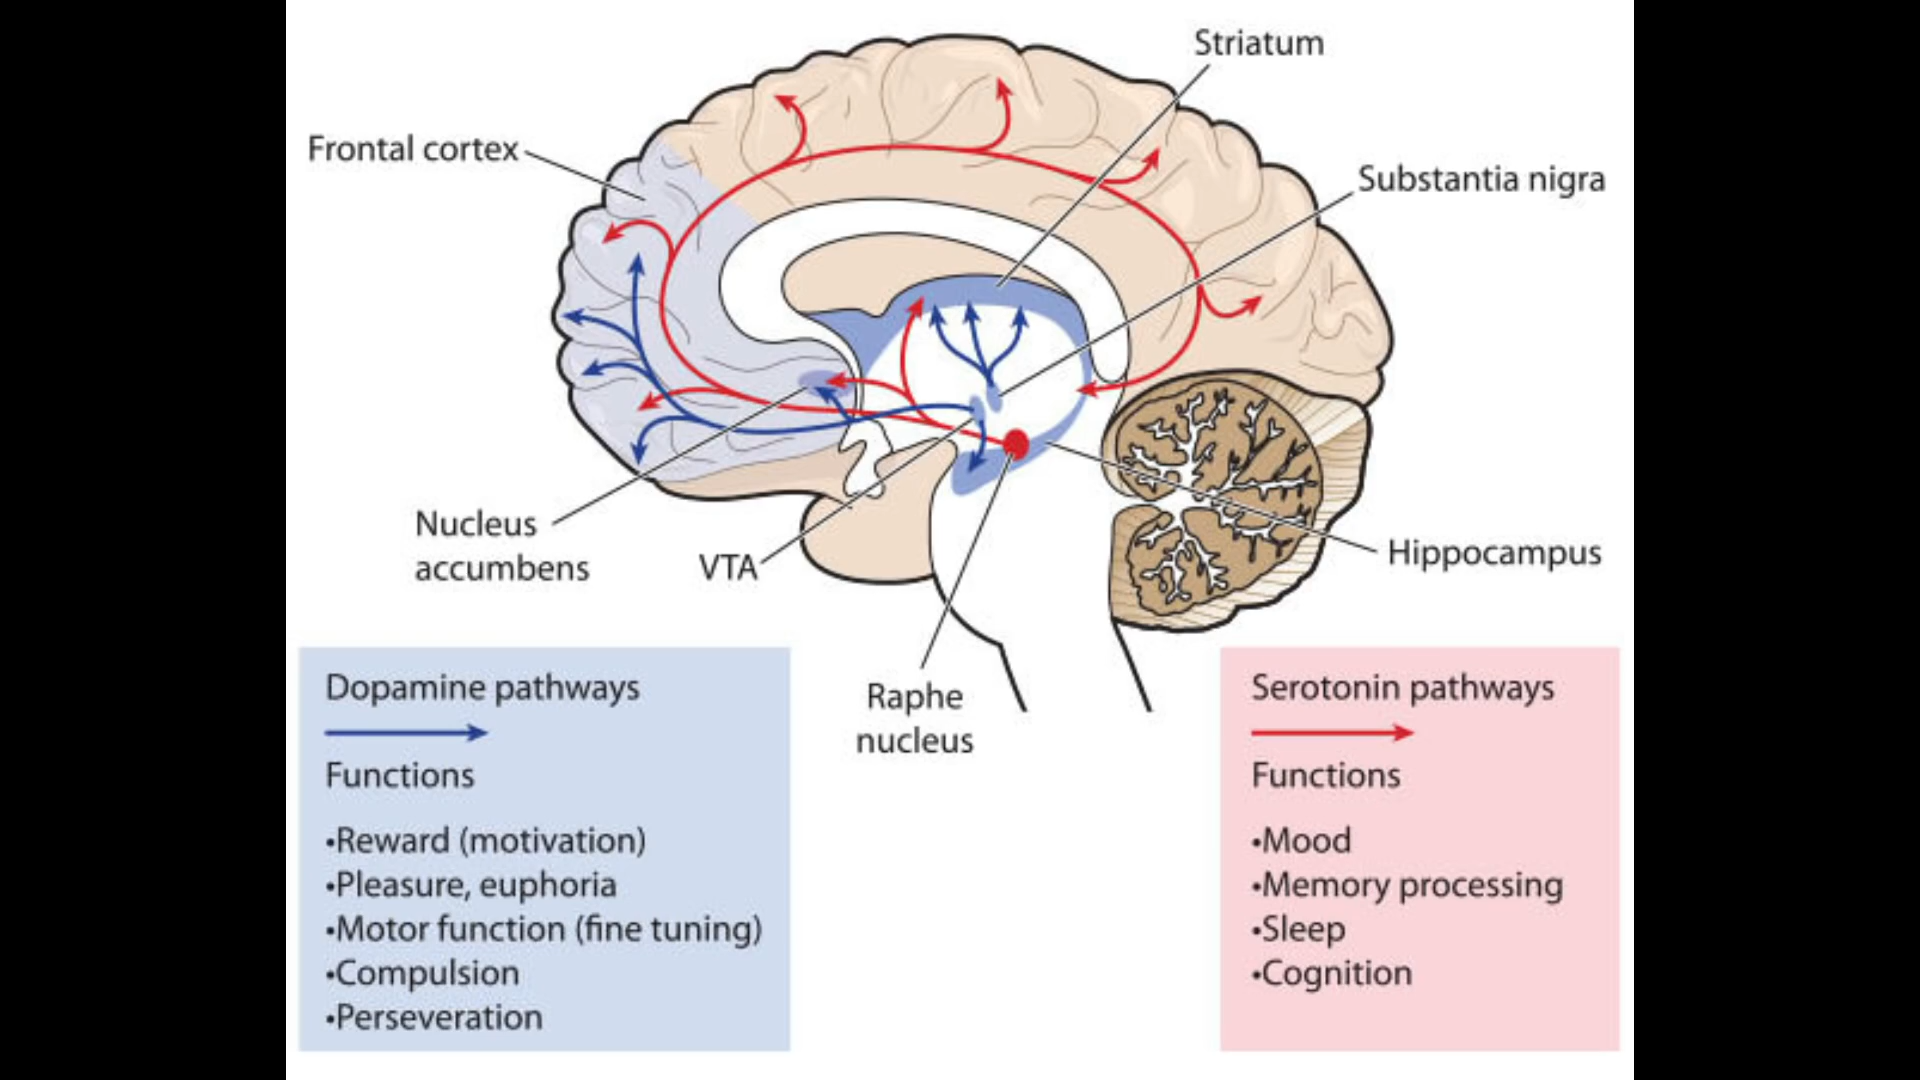 Striatum
Frontal cortex
Substantia nigra
Nucleus
accumbens
VTA
Hippocampus
Raphe
nucleus
Dopamine pathways
Functions
•Reward (motivation)
•Pleasure, euphoria
•Motor function (fine tuning)
•Compulsion
•Perseveration
Serotonin pathways
Functions
•Mood
•Memory processing
•Sleep
•Cognition